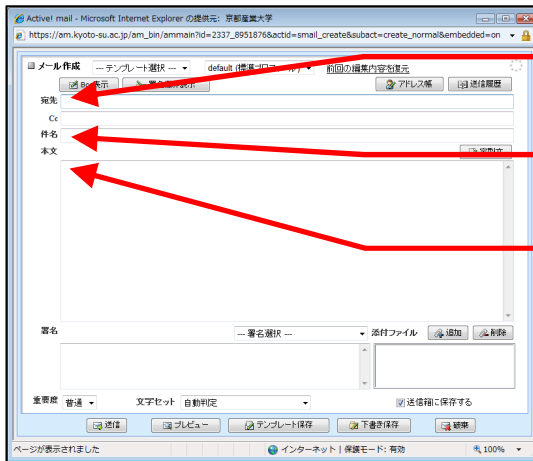 Active! mail - Microsoft Internet Explorer の提供元: 京都産業大学
https://am.kyoto-su.ac.jp/am_bin/ammain?id=2337_8951876&actid=smail_create&subact=create_normal&embedded=on
メール作成 --- テンプレート選択 --- default 前回の編集内容を復元
表示 アドレス帳 送信履歴
宛先
Cc
件名
本文
署名 --- 署名選択 --- 添付ファイル 追加 削除
重要度 普通 文字セット 自動判定 送信箱に保存する
送信 プレビュー テンプレート保存 下書き保存 破棄
ページが表示されました インターネット | 保護モード: 有効 100%